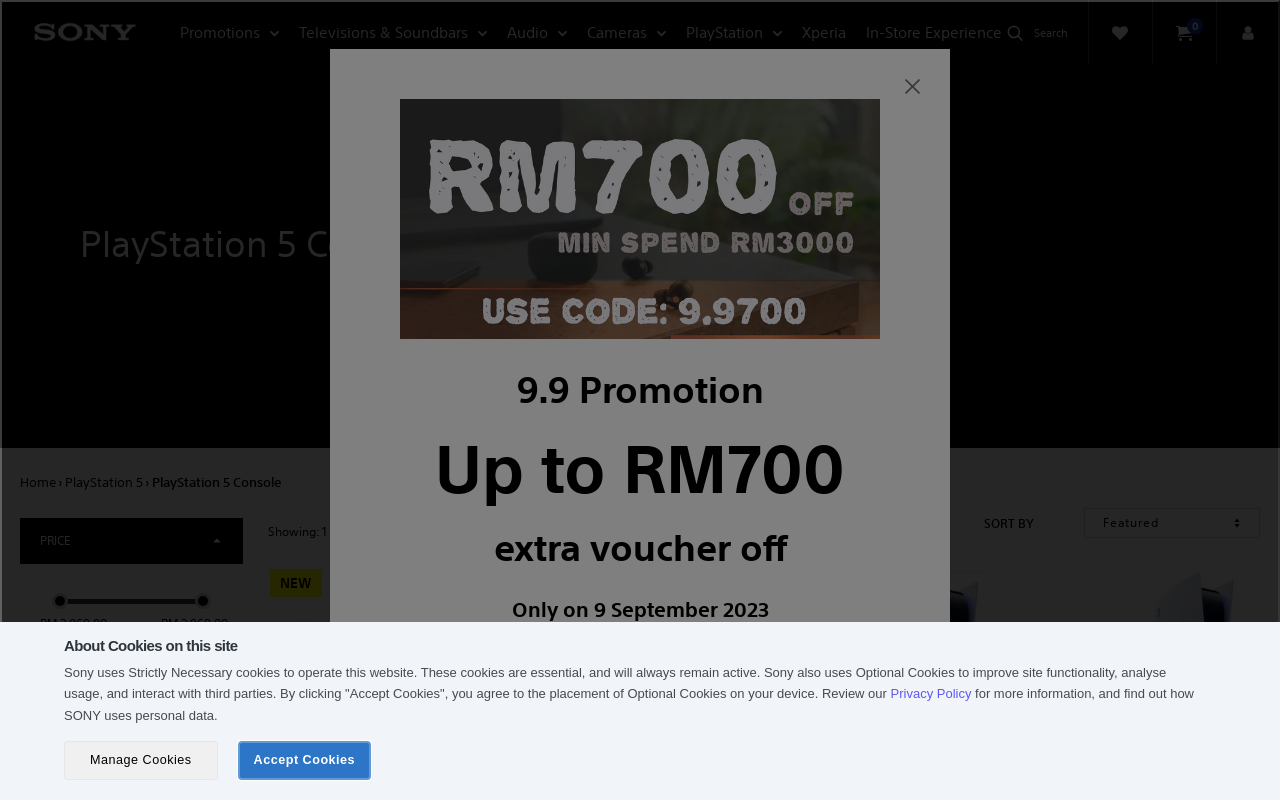 SONY
Promotions
Televisions & Soundbars
Audio
Cameras
PlayStation
Xperia
In-Store Experience
Search
0
PlayStation 5 Co
RM700 OFF
MIN SPEND RM3000
USE CODE: 9.9700
9.9 Promotion
Up to RM700
extra voucher off
Only on 9 September 2023
Home › PlayStation 5 › PlayStation 5 Console
PRICE
Showing: 1
SORT BY
Featured
NEW
About Cookies on this site
Sony uses Strictly Necessary cookies to operate this website. These cookies are essential, and will always remain active. Sony also uses Optional Cookies to improve site functionality, analyse
usage, and interact with third parties. By clicking "Accept Cookies", you agree to the placement of Optional Cookies on your device. Review our Privacy Policy for more information, and find out how
SONY uses personal data.
Manage Cookies
Accept Cookies